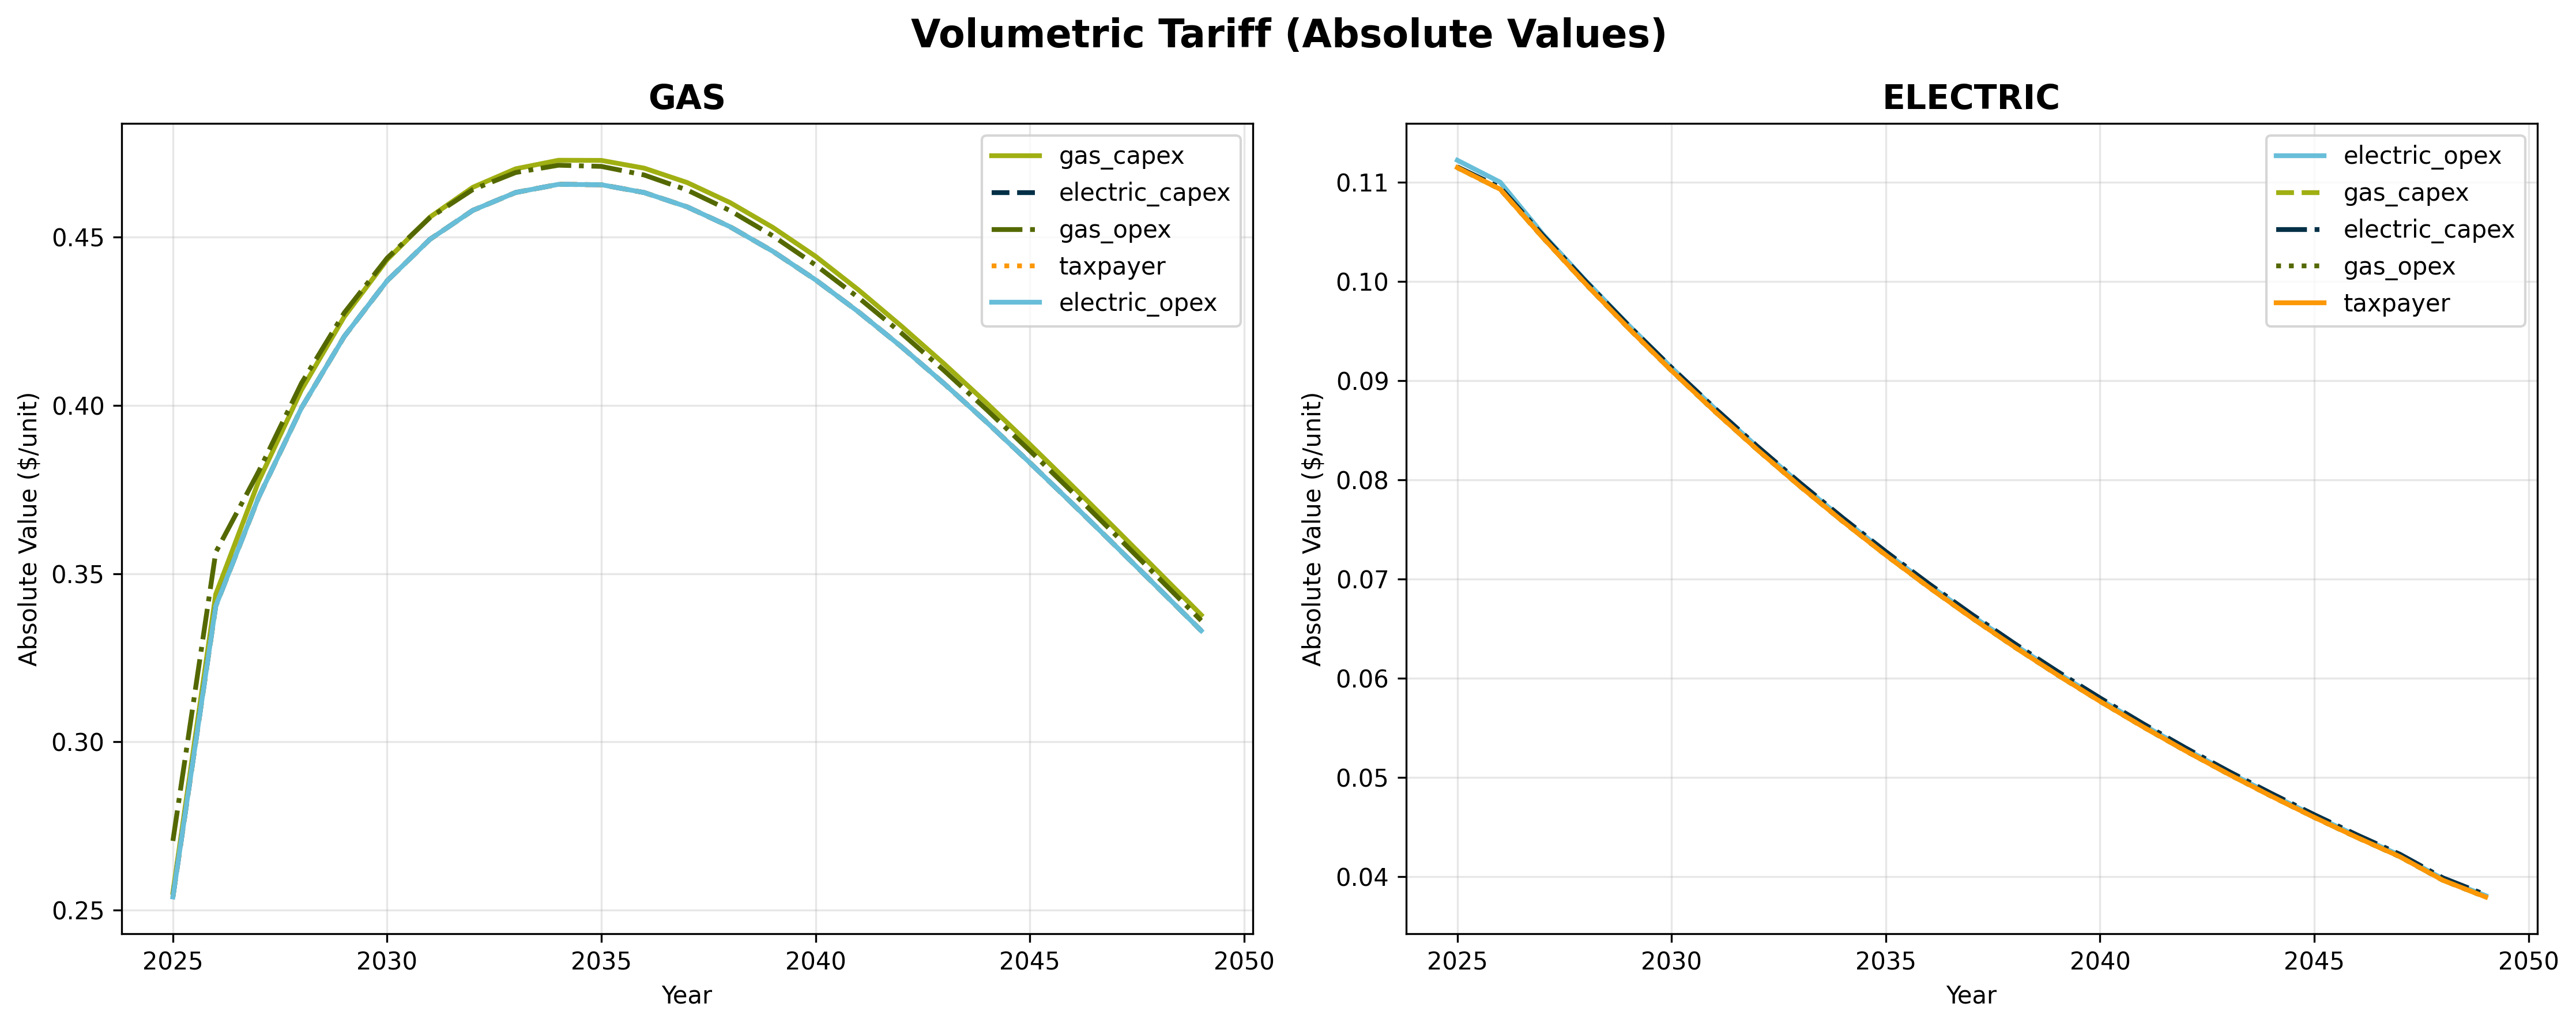 Volumetric Tariff (Absolute Values)
GAS
gas_capex
electric_capex
gas_opex
taxpayer
electric_opex
0.45
0.40
0.35
0.30
0.25
Absolute Value ($/unit)
2025 2030 2035 2040 2045 2050
Year
ELECTRIC
electric_opex
gas_capex
electric_capex
gas_opex
taxpayer
0.11
0.10
0.09
0.08
0.07
0.06
0.05
0.04
Absolute Value ($/unit)
2025 2030 2035 2040 2045 2050
Year